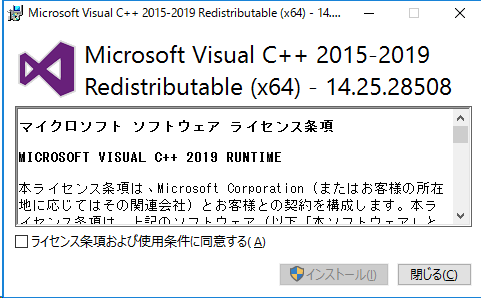 Microsoft Visual C++ 2015-2019 Redistributable (x64) - 14....
Microsoft Visual C++ 2015-2019
Redistributable (x64) - 14.25.28508
マイクロソフト ソフトウェア ライセンス条項
MICROSOFT VISUAL C++ 2019 RUNTIME
本ライセンス条項は、Microsoft Corporation (またはお客様の所在
地に応じてはその関連会社) とお客様との契約を構成します。本ラ
イセンス条項は、上記のソフトウェア (以下「本ソフトウェア」と
ライセンス条項および使用条件に同意する(A)
インストール(I)
閉じる(C)